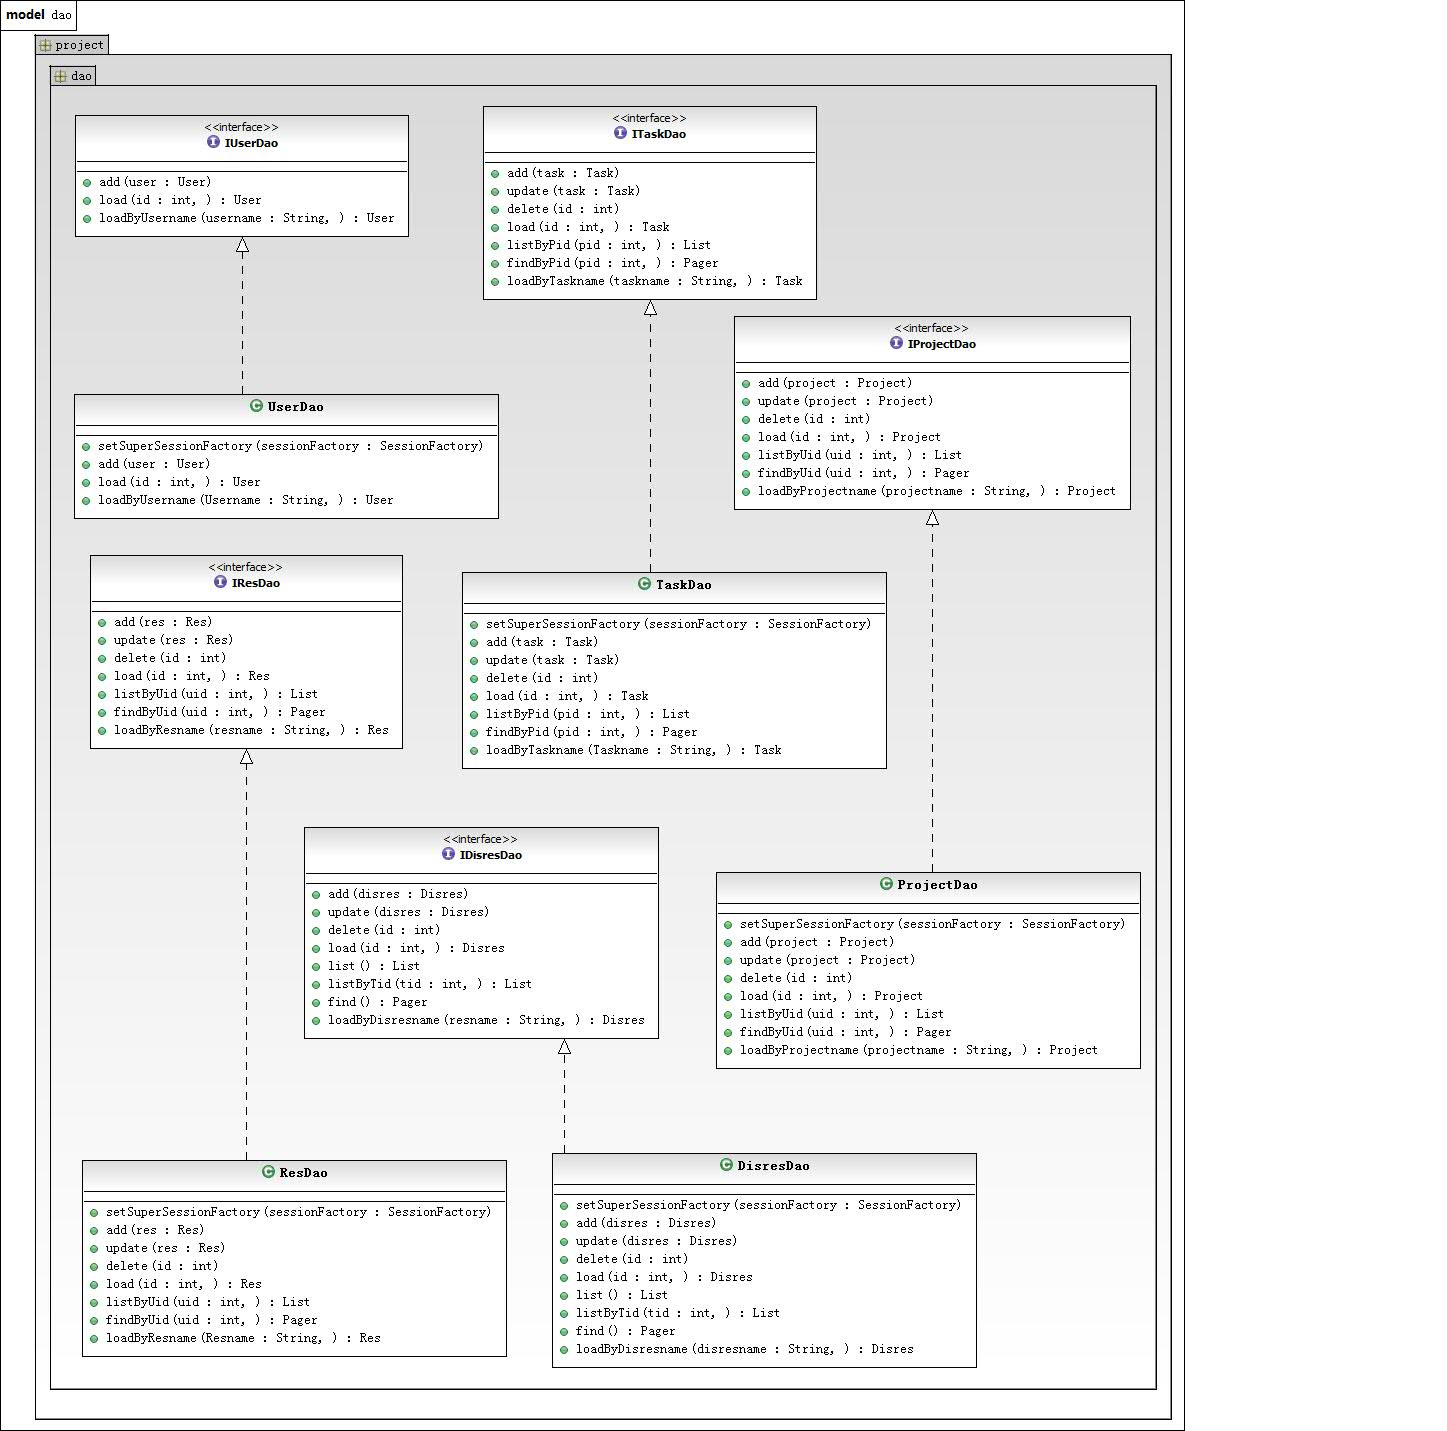 model dao
project
dao
<<interface>>
IUserDao
add(user : User)
load(id : int, ) : User
loadByUsername(username : String, ) : User
<<interface>>
ITaskDao
add(task : Task)
update(task : Task)
delete(id : int)
load(id : int, ) : Task
listByPid(pid : int, ) : List
findByPid(pid : int, ) : Pager
loadByTaskname(taskname : String, ) : Task
<<interface>>
IProjectDao
add(project : Project)
update(project : Project)
delete(id : int)
load(id : int, ) : Project
listByUid(uid : int, ) : List
findByUid(uid : int, ) : Pager
loadByProjectname(projectname : String, ) : Project
UserDao
setSuperSessionFactory(sessionFactory : SessionFactory)
add(user : User)
load(id : int, ) : User
loadByUsername(Username : String, ) : User
<<interface>>
IResDao
add(res : Res)
update(res : Res)
delete(id : int)
load(id : int, ) : Res
listByUid(uid : int, ) : List
findByUid(uid : int, ) : Pager
loadByResname(resname : String, ) : Res
TaskDao
setSuperSessionFactory(sessionFactory : SessionFactory)
add(task : Task)
update(task : Task)
delete(id : int)
load(id : int, ) : Task
listByPid(pid : int, ) : List
findByPid(pid : int, ) : Pager
loadByTaskname(Taskname : String, ) : Task
<<interface>>
IDisresDao
add(disres : Disres)
update(disres : Disres)
delete(id : int)
load(id : int, ) : Disres
list() : List
listByTid(tid : int, ) : List
find() : Pager
loadByDisresname(resname : String, ) : Disres
ProjectDao
setSuperSessionFactory(sessionFactory : SessionFactory)
add(project : Project)
update(project : Project)
delete(id : int)
load(id : int, ) : Project
listByUid(uid : int, ) : List
findByUid(uid : int, ) : Pager
loadByProjectname(projectname : String, ) : Project
ResDao
setSuperSessionFactory(sessionFactory : SessionFactory)
add(res : Res)
update(res : Res)
delete(id : int)
load(id : int, ) : Res
listByUid(uid : int, ) : List
findByUid(uid : int, ) : Pager
loadByResname(Resname : String, ) : Res
DisresDao
setSuperSessionFactory(sessionFactory : SessionFactory)
add(disres : Disres)
update(disres : Disres)
delete(id : int)
load(id : int, ) : Disres
list() : List
listByTid(tid : int, ) : List
find() : Pager
loadByDisresname(disresname : String, ) : Disres